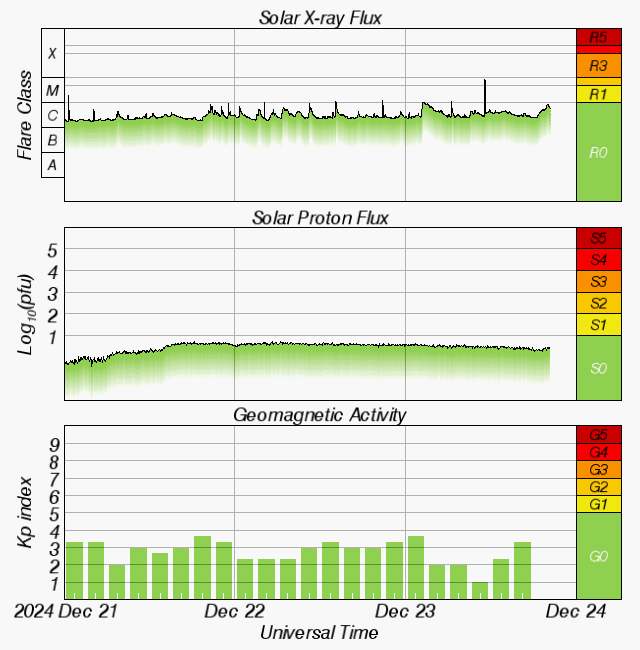 Solar X-ray Flux
Flare Class
X
M
C
B
A
R5
R3
R1
R0
Solar Proton Flux
Log10(pfu)
5
4
3
2
1
S5
S4
S3
S2
S1
S0
Geomagnetic Activity
Kp index
9
8
7
6
5
4
3
2
1
G5
G4
G3
G2
G1
G0
2024 Dec 21 Dec 22 Dec 23 Dec 24
Universal Time